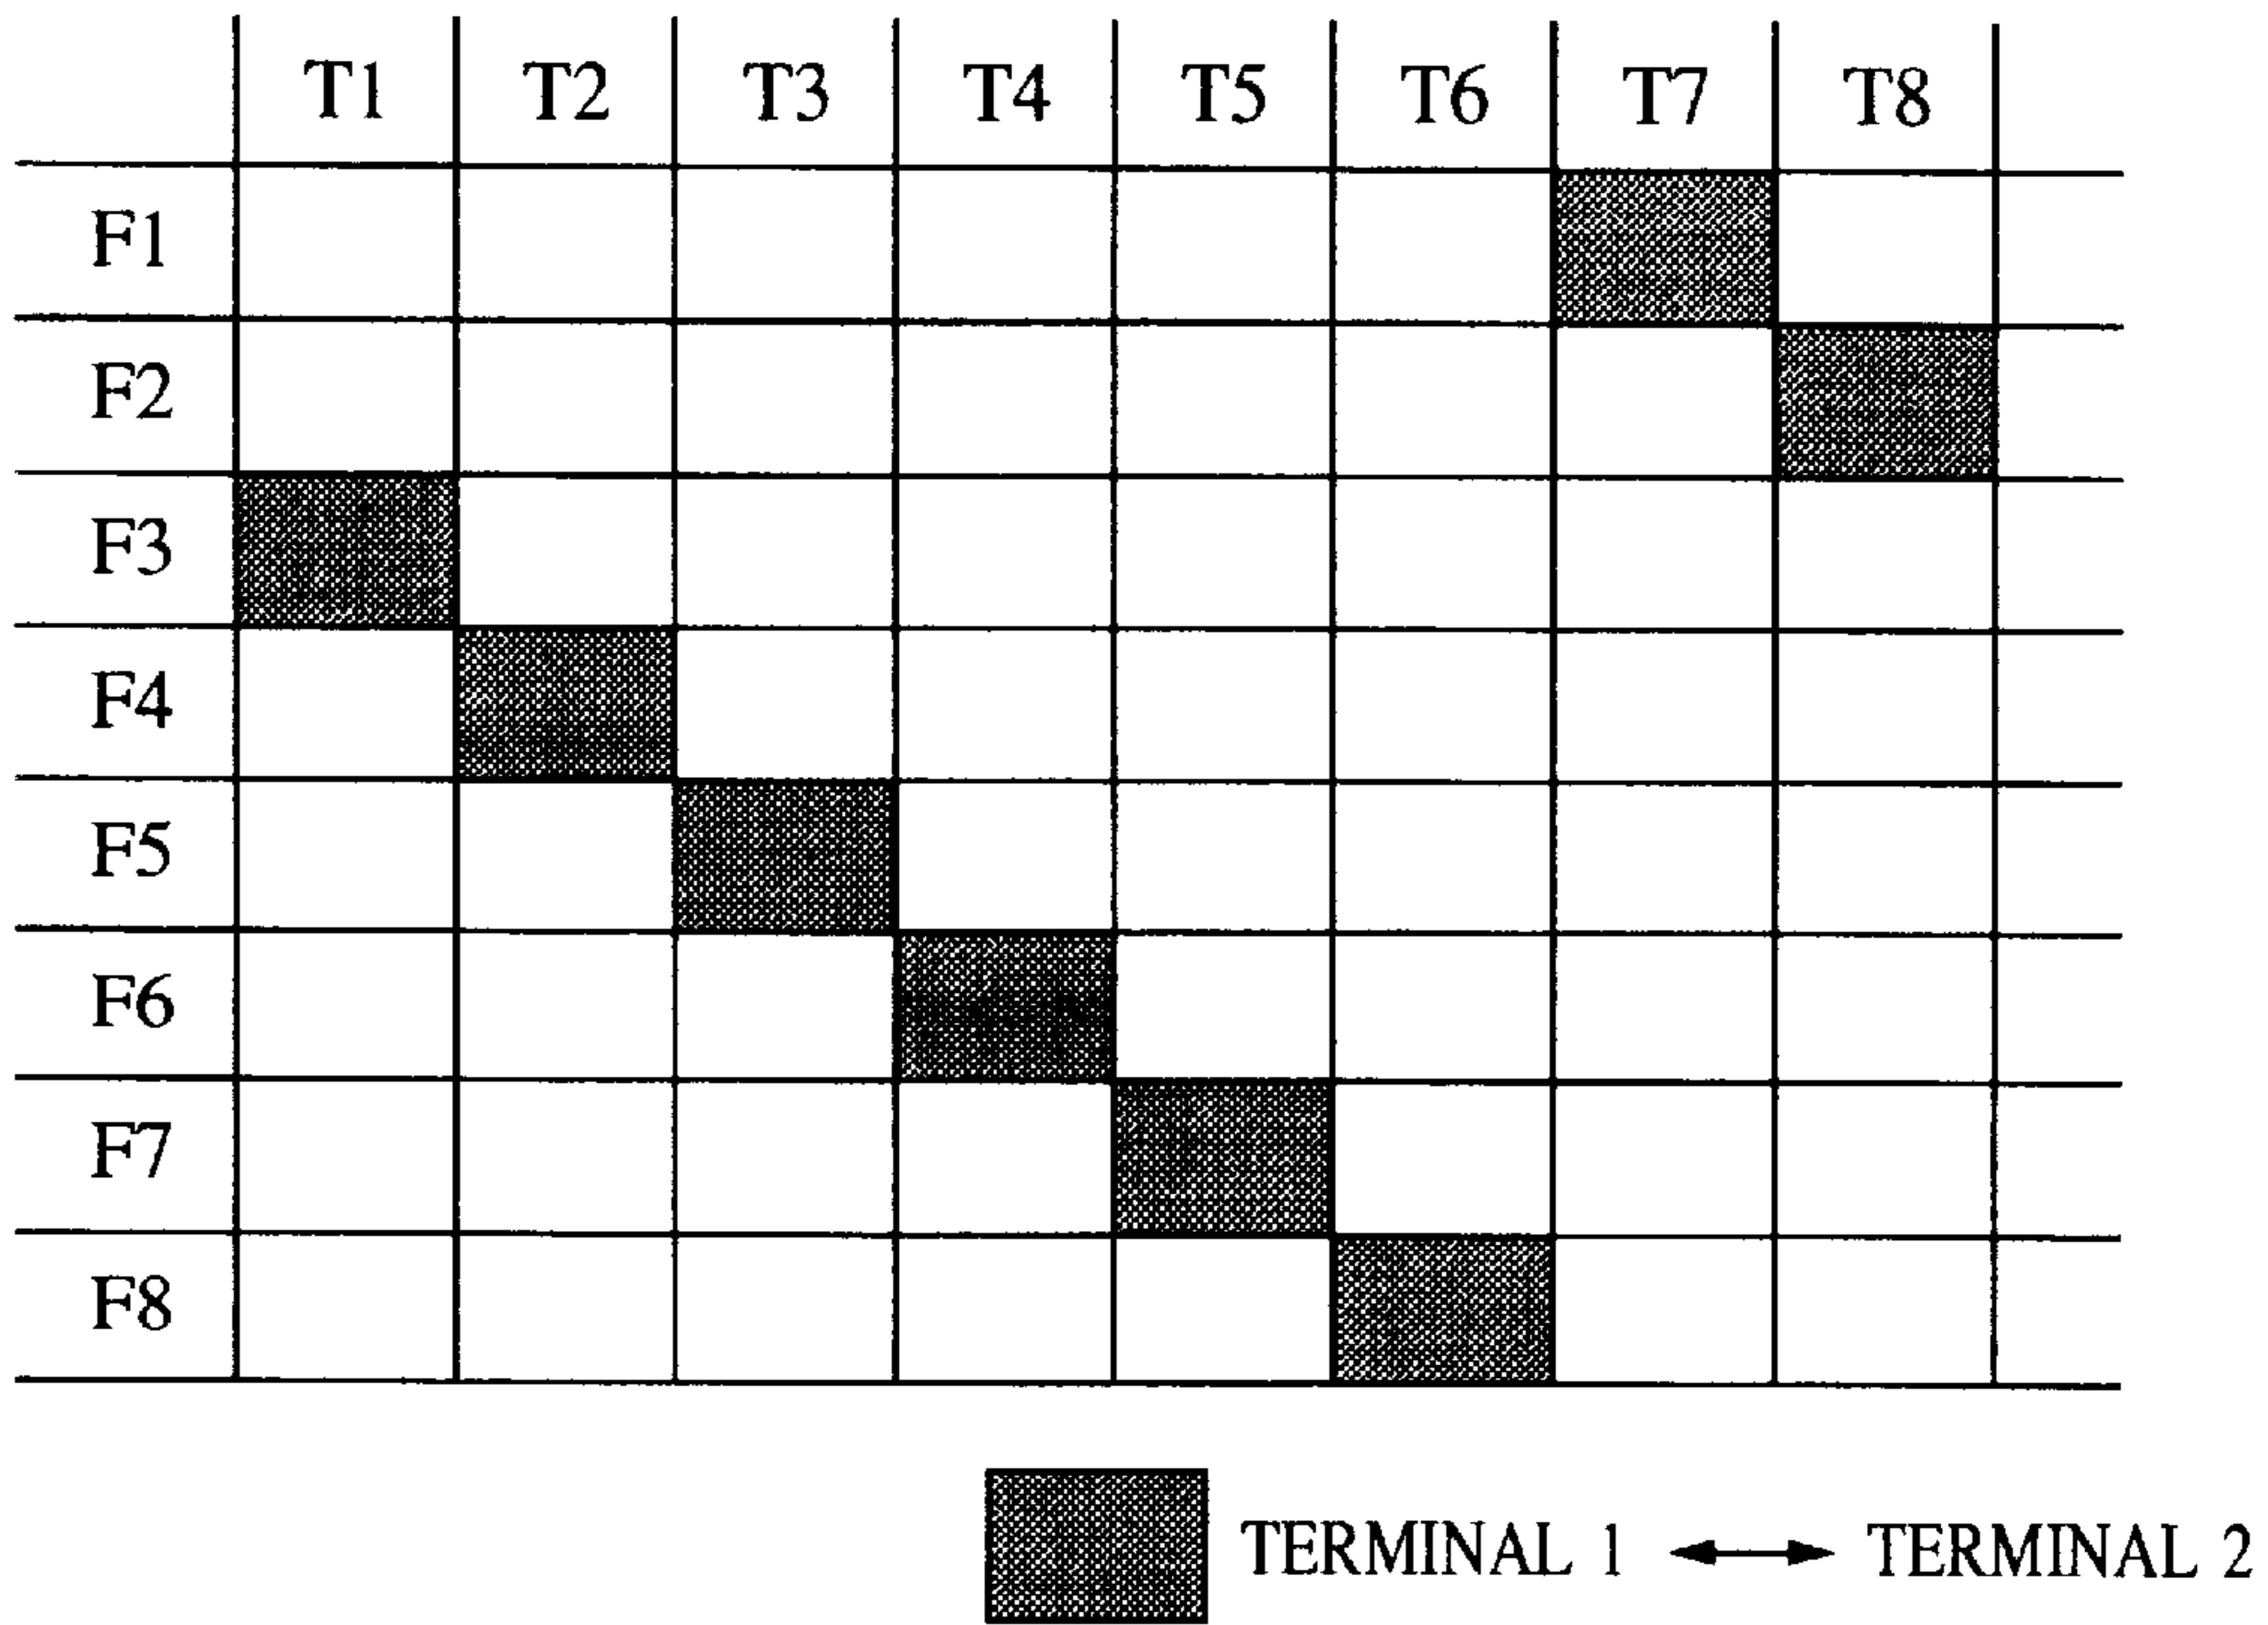 T1 T2 T3 T4 T5 T6 T7 T8
F1
F2
F3
F4
F5
F6
F7
F8
TERMINAL 1 ↔ TERMINAL 2